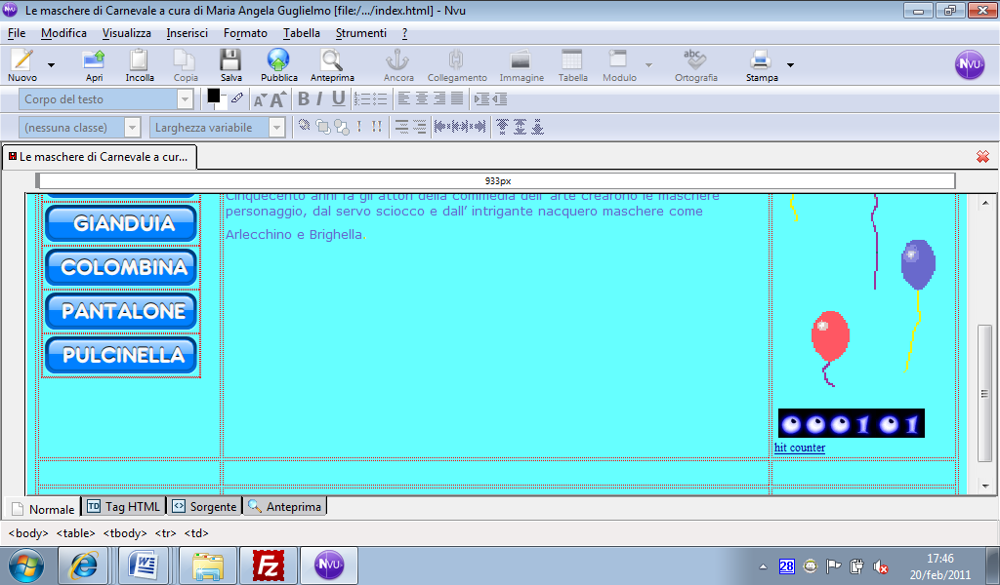 Le maschere di Carnevale a cura di Maria Angela Guglielmo [file:/.../index.html] - Nvu
File Modifica Visualizza Inserisci Formato Tabella Strumenti ?
Nuovo Apri Incolla Copia Salva Pubblica Anteprima Ancora Collegamento Immagine Tabella Modulo Ortografia Stampa NVU
Corpo del testo B I U
(nessuna classe) Larghezza variabile
Le maschere di Carnevale a cur...
933px
Cinquecento anni fa gli attori della commedia dell' arte crearono le maschere
GIANDUIA personaggio, dal servo sciocco e dall' intrigante nacquero maschere come
Arlecchino e Brighella.
COLOMBINA
PANTALONE
PULCINELLA
000101
hit counter
Normale TD Tag HTML Sorgente Anteprima
<body> <table> <tbody> <tr> <td>
28 17:46
20/feb/2011